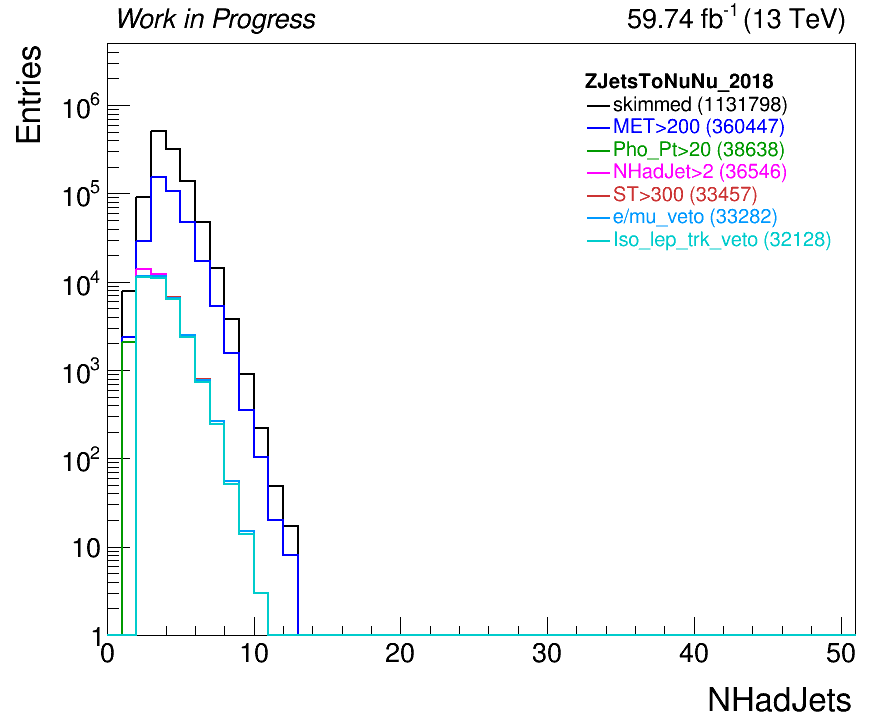 Work in Progress
59.74 fb-1 (13 TeV)
Entries
ZJetsToNuNu_2018
skimmed (1131798)
MET>200 (360447)
Pho_Pt>20 (38638)
NHadJet>2 (36546)
ST>300 (33457)
e/mu_veto (33282)
Iso_lep_trk_veto (32128)
10^6
10^5
10^4
10^3
10^2
10
1
0 10 20 30 40 50
NHadJets